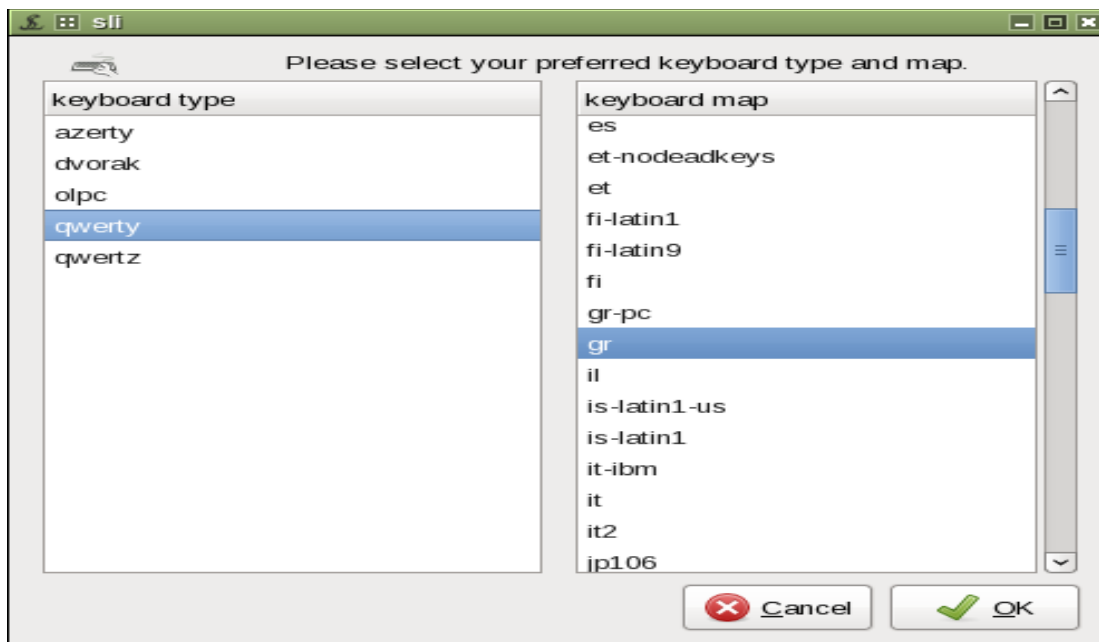 sli
Please select your preferred keyboard type and map.
keyboard type
azerty
dvorak
olpc
qwerty
qwertz
keyboard map
es
et-nodeadkeys
et
fi-latin1
fi-latin9
fi
gr-pc
gr
il
is-latin1-us
is-latin1
it-ibm
it
it2
jp106
Cancel
OK